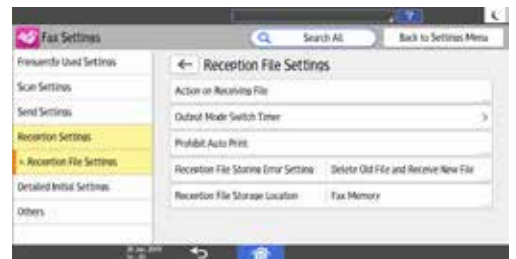 ?
Fax Settings
Search All
Back to Settings Menu
Frequently Used Settings
Scan Settings
Send Settings
Reception Settings
Reception File Settings
Detailed Initial Settings
Others
← Reception File Settings
Action on Receiving File
Output Mode Switch Timer >
Prohibit Auto Print
Reception File Storing Error Setting Delete Old File and Receive New File
Reception File Storage Location Fax Memory